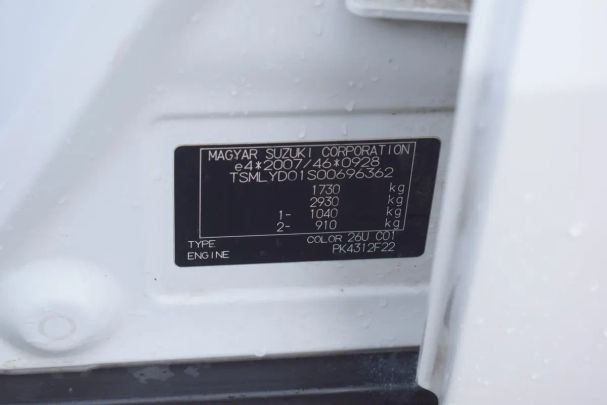 MAGYAR SUZUKI CORPORATION
e4*2007/46*0928
TSMLYD01S00696362
1730 kg
2930 kg
1- 1040 kg
2- 910 kg
TYPE COLOR 26U C01
ENGINE PK4312F22